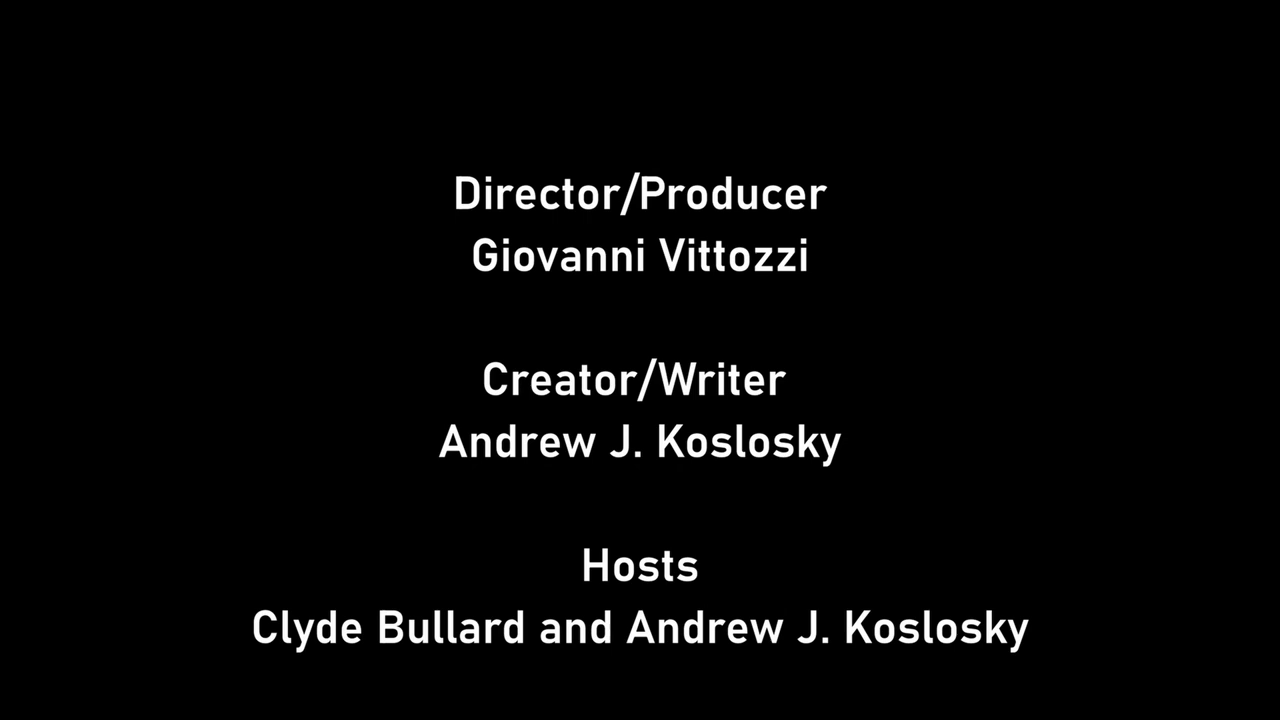 Director/Producer
Giovanni Vittozzi
Creator/Writer
Andrew J. Koslosky
Hosts
Clyde Bullard and Andrew J. Koslosky